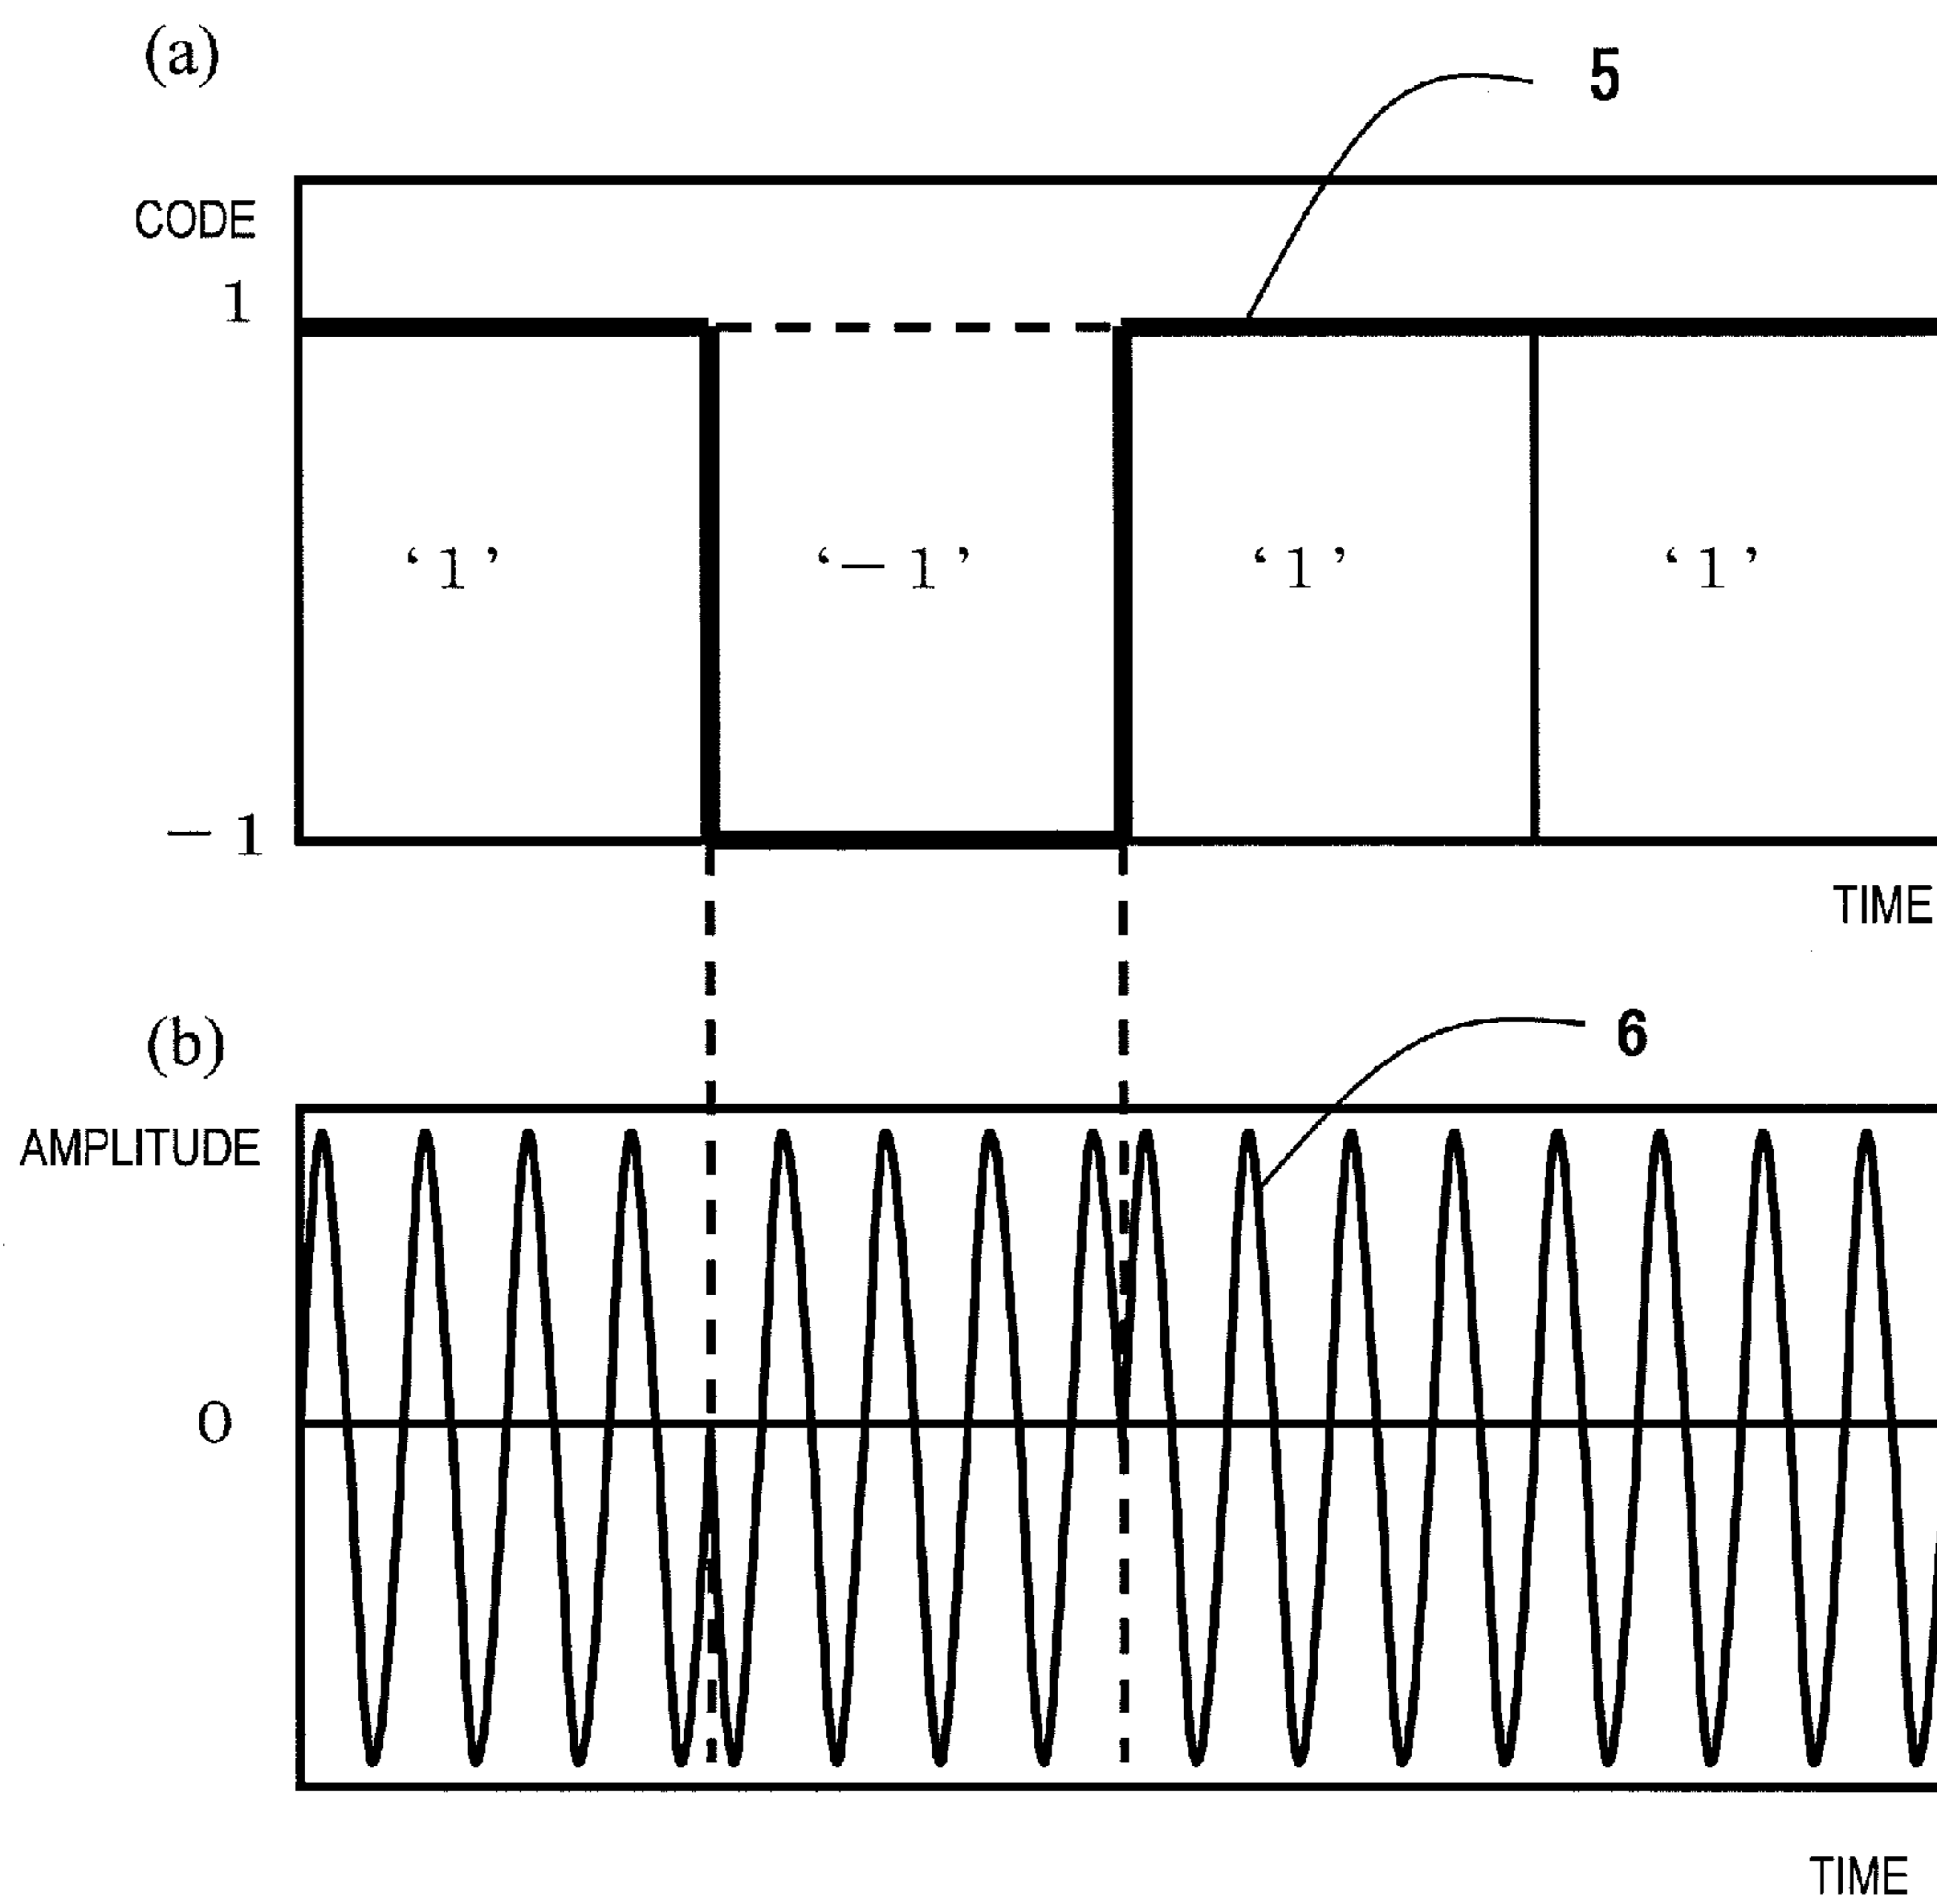 (a)
5
CODE
1
‘1’ ‘－1’ ‘1’ ‘1’
－1
TIME
(b)
6
AMPLITUDE
0
TIME